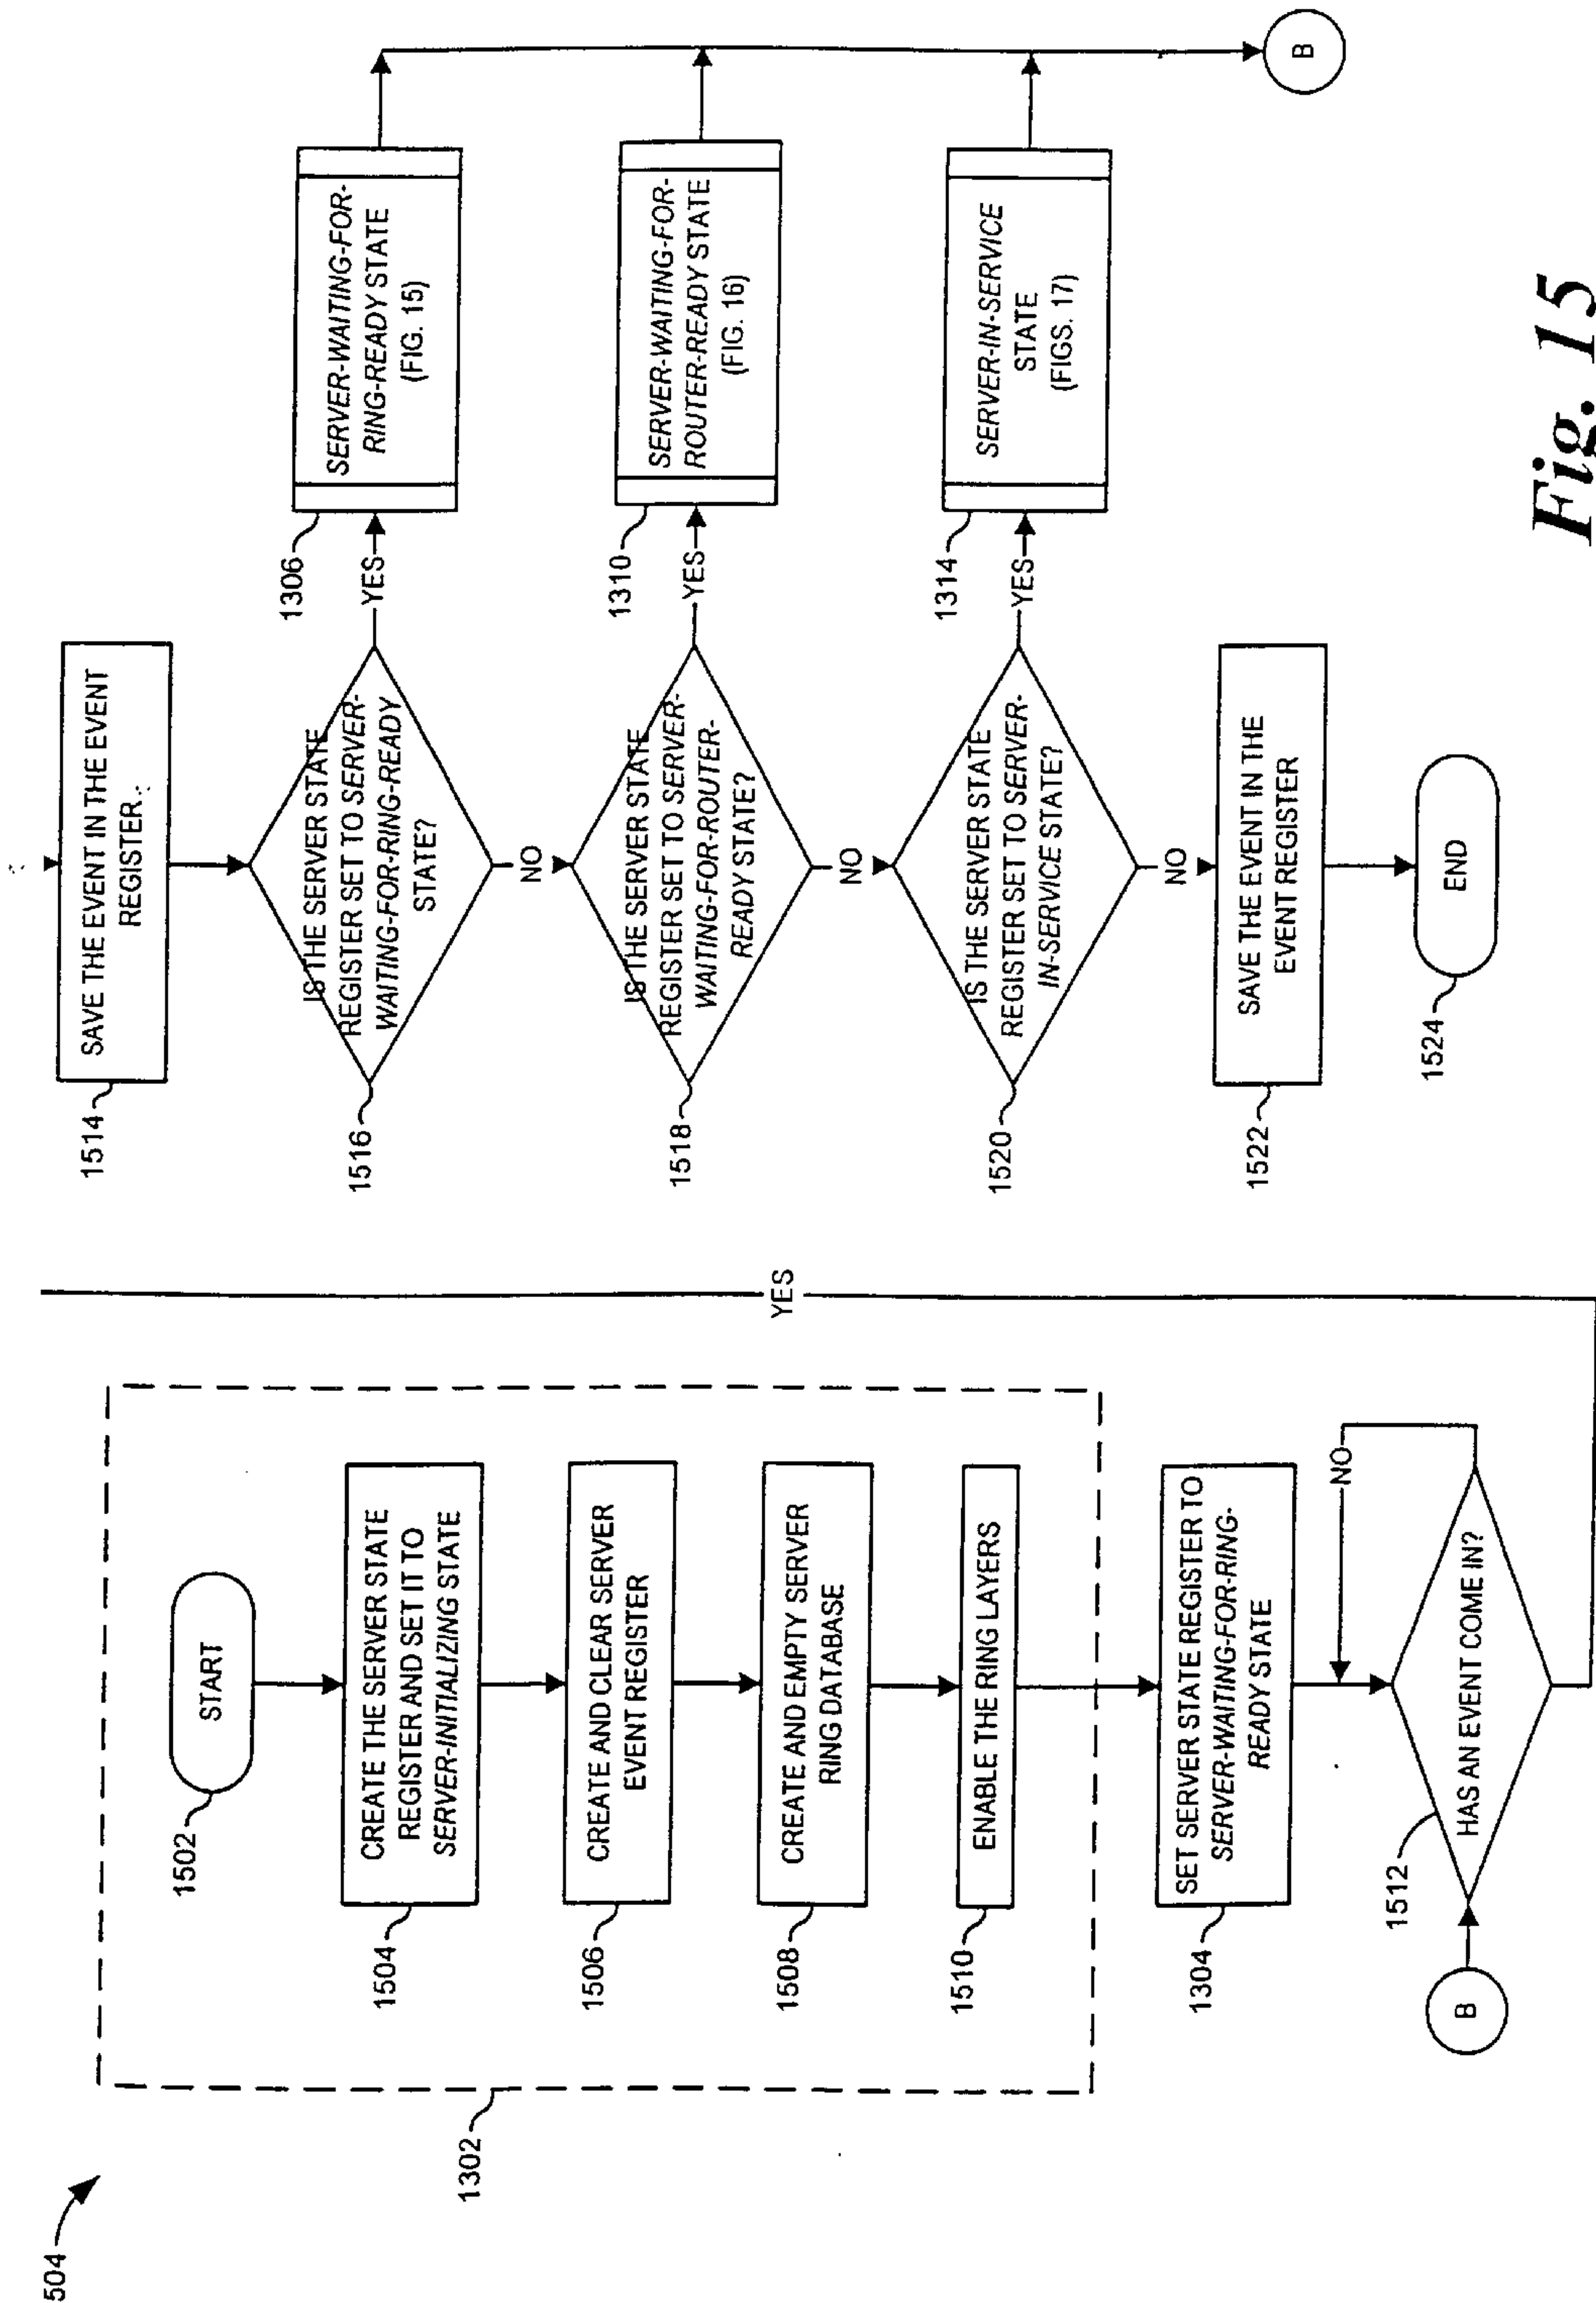 504
1302
1502
START
1504
CREATE THE SERVER STATE
REGISTER AND SET IT TO
SERVER-INITIALIZING STATE
1506
CREATE AND CLEAR SERVER
EVENT REGISTER
1508
CREATE AND EMPTY SERVER
RING DATABASE
1510
ENABLE THE RING LAYERS
1304
SET SERVER STATE REGISTER TO
SERVER-WAITING-FOR-RING-
READY STATE
NO
1512
HAS AN EVENT COME IN?
B
YES
1514
SAVE THE EVENT IN THE EVENT
REGISTER.
1516
IS THE SERVER STATE
REGISTER SET TO SERVER-
WAITING-FOR-RING-READY
STATE?
YES
1306
SERVER-WAITING-FOR-
RING-READY STATE
(FIG. 15)
NO
1518
IS THE SERVER STATE
REGISTER SET TO SERVER-
WAITING-FOR-ROUTER-
READY STATE?
YES
1310
SERVER-WAITING-FOR-
ROUTER-READY STATE
(FIG. 16)
NO
1520
IS THE SERVER STATE
REGISTER SET TO SERVER-
IN-SERVICE STATE?
YES
1314
SERVER-IN-SERVICE
STATE
(FIGS. 17)
NO
1522
SAVE THE EVENT IN THE
EVENT REGISTER
1524
END
B
Fig. 15